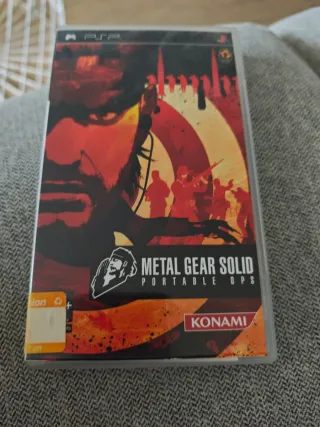 PSP
METAL GEAR SOLID
PORTABLE OPS
KONAMI